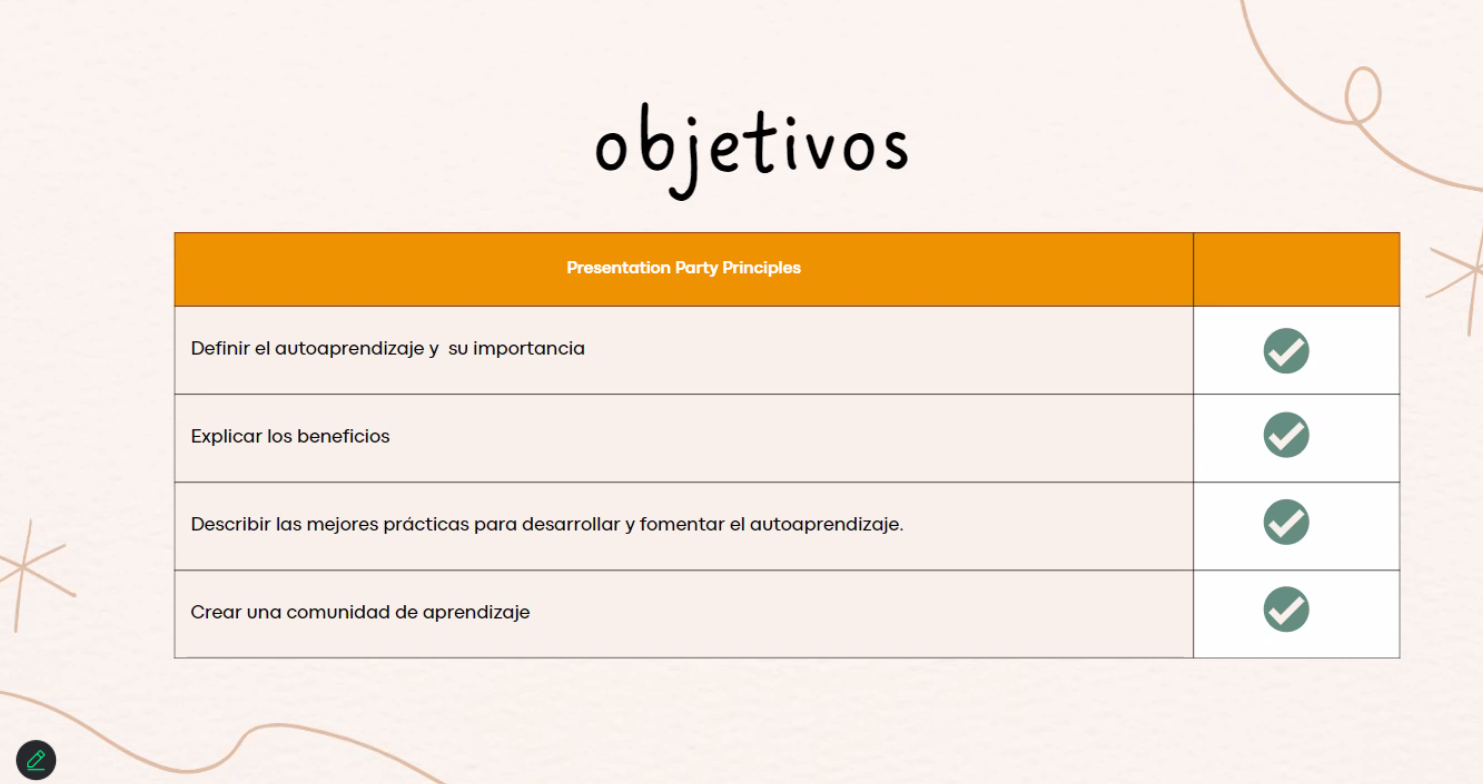 objetivos
Presentation Party Principles
Definir el autoaprendizaje y  su importancia
Explicar los beneficios
Describir las mejores prácticas para desarrollar y fomentar el autoaprendizaje.
Crear una comunidad de aprendizaje